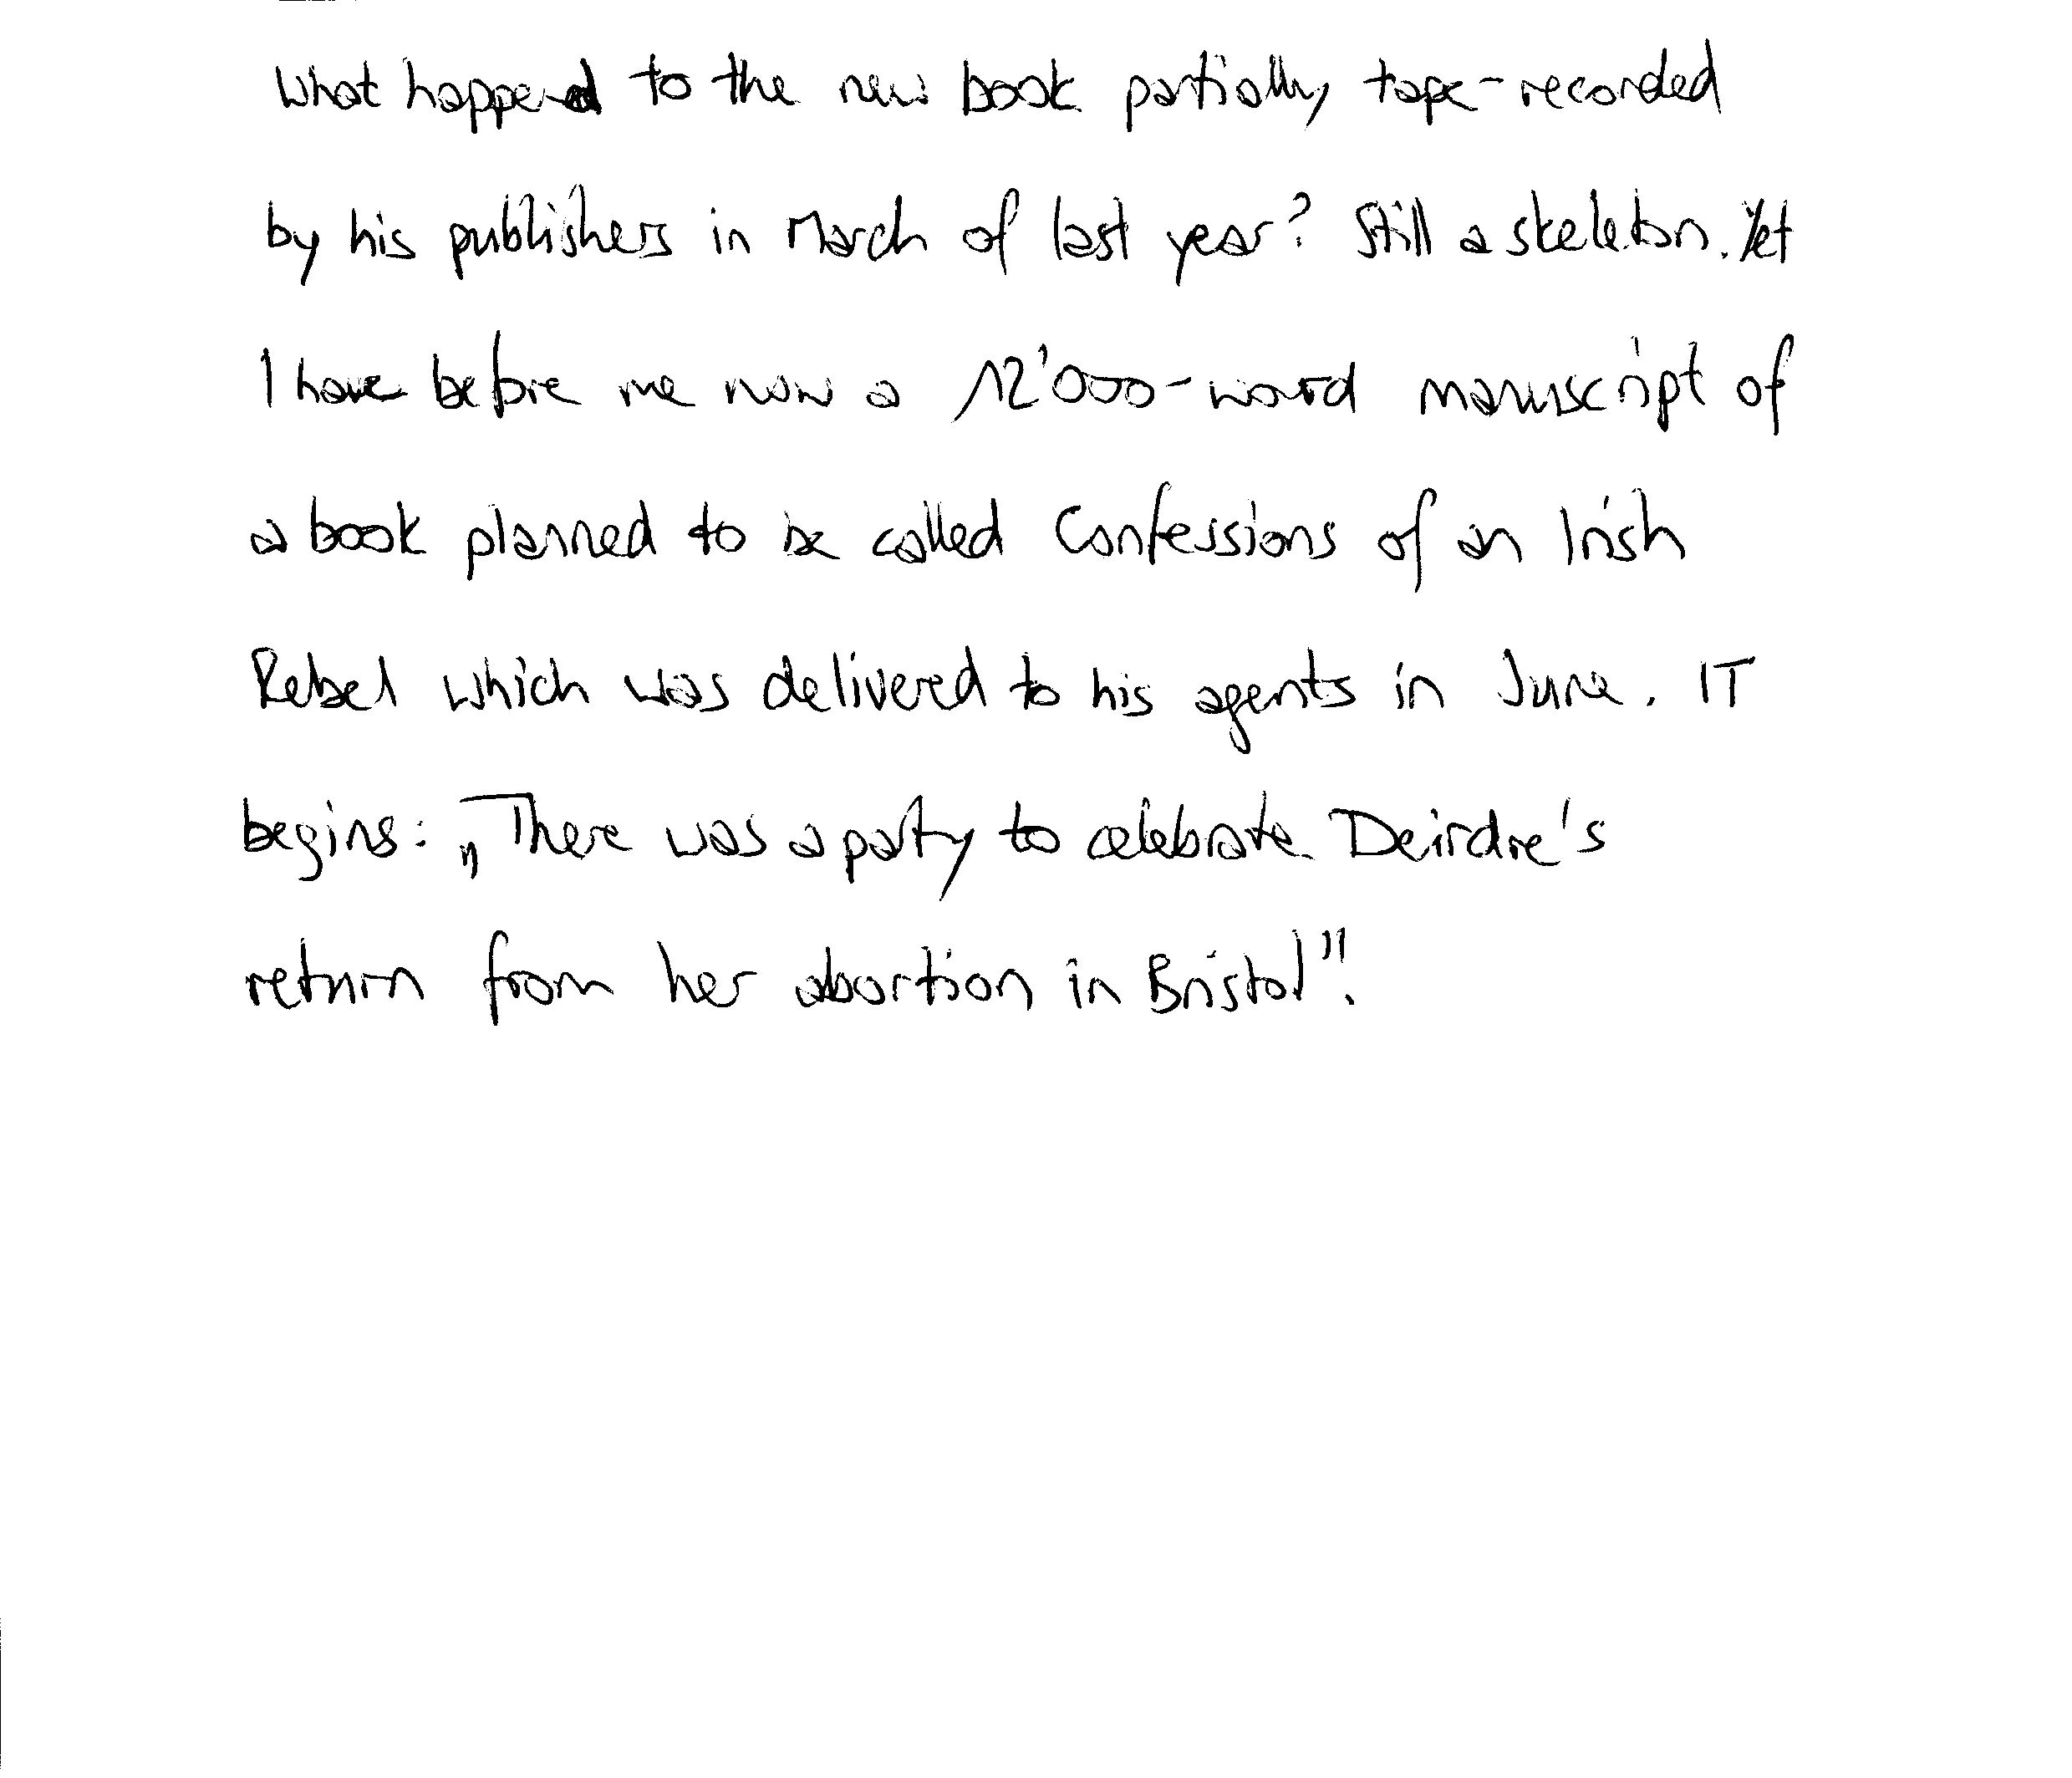 What happened to the new book partially tape-recorded
by his publishers in March of last year? Still a skeleton. Yet
I have before me now a 12'000-word manuscript of
a book planned to be called Confessions of an Irish
Rebel which was delivered to his agents in June. IT
begins: „There was a party to celebrate Deirdre's
return from her abortion in Bristol".